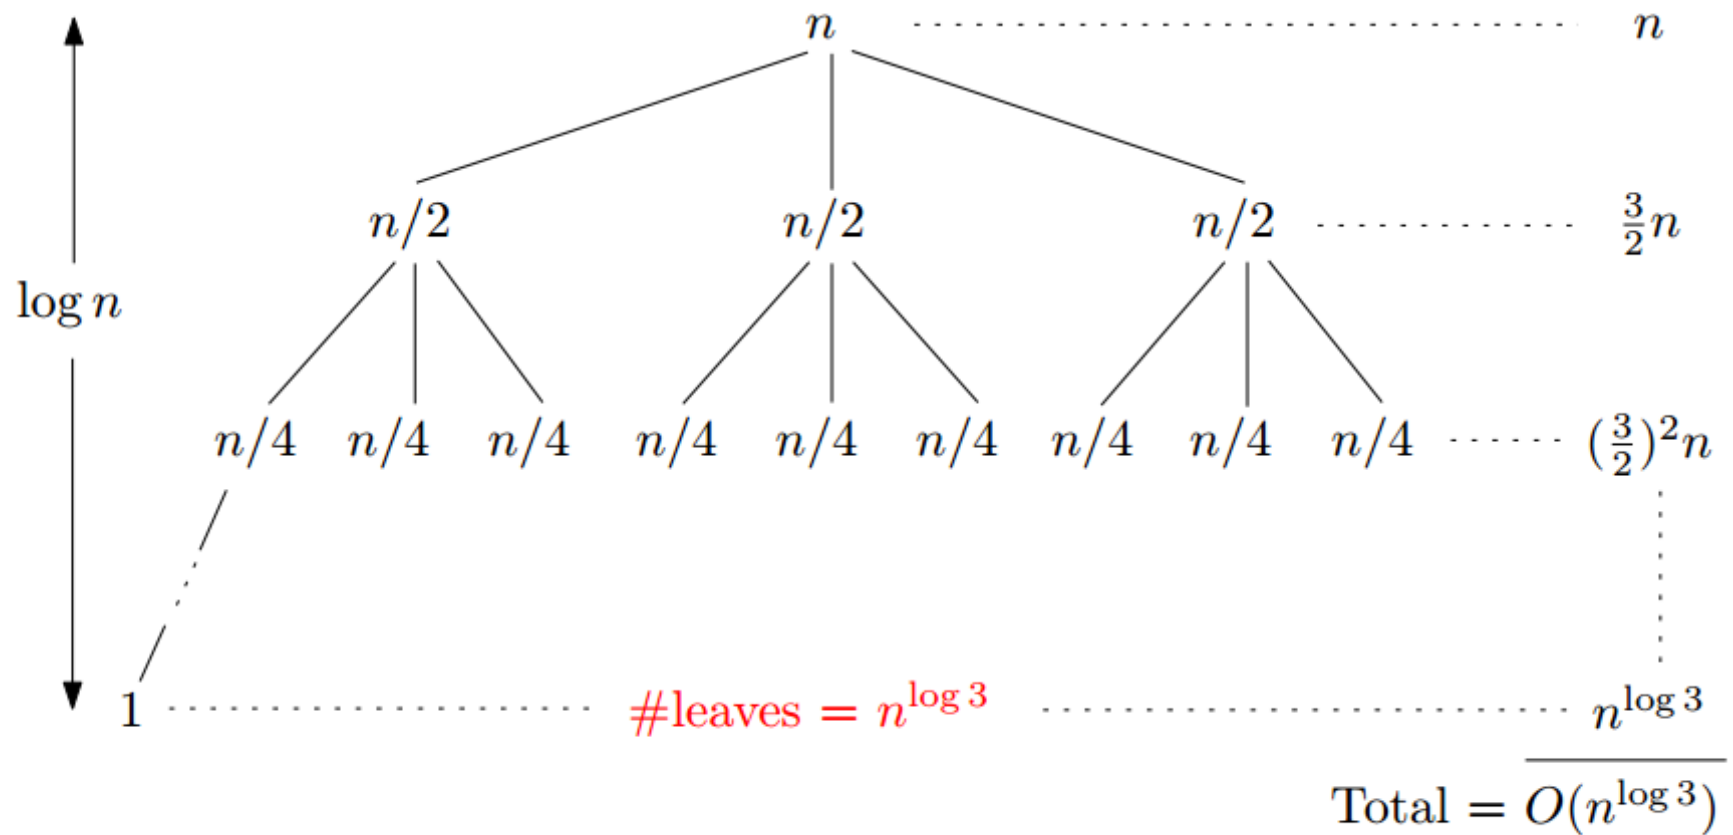 n n
n/2 n/2 n/2 3/2 n
log n
n/4 n/4 n/4 n/4 n/4 n/4 n/4 n/4 n/4 (3/2)²n
1 #leaves = n^{log 3} n^{log 3}
Total = O(n^{log 3})